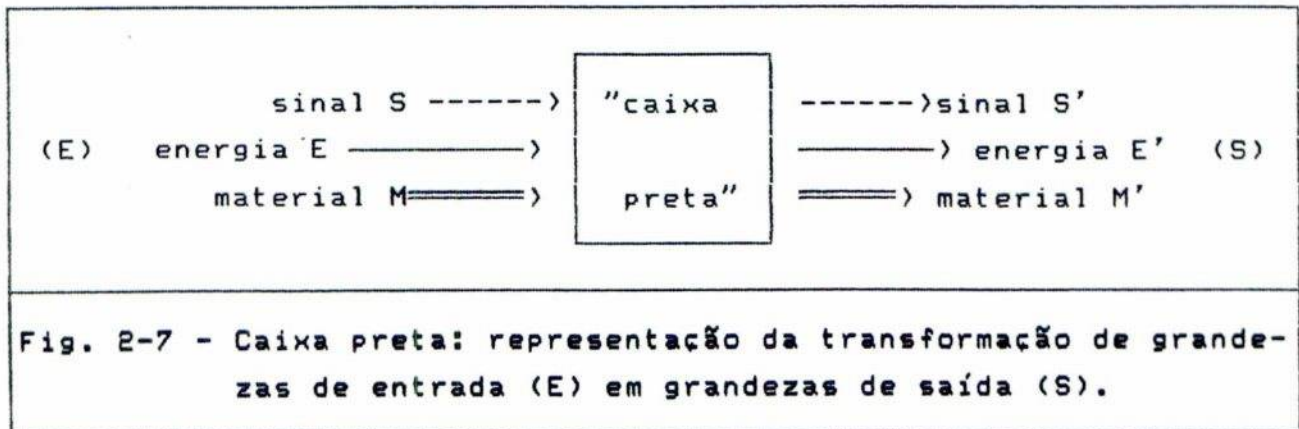 sinal S ------> "caixa ------>sinal S'
(E) energia E ————> ————> energia E' (S)
material M====> preta" ====> material M'
Fig. 2-7 - Caixa preta: representação da transformação de grande-
zas de entrada (E) em grandezas de saída (S).